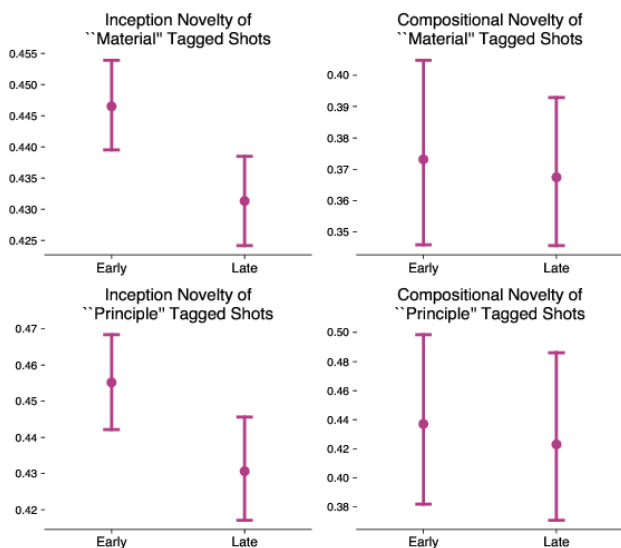 Inception Novelty of
``Material'' Tagged Shots
0.455
0.450
0.445
0.440
0.435
0.430
0.425
Early
Late
Compositional Novelty of
``Material'' Tagged Shots
0.40
0.39
0.38
0.37
0.36
0.35
Early
Late
Inception Novelty of
``Principle'' Tagged Shots
0.47
0.46
0.45
0.44
0.43
0.42
Early
Late
Compositional Novelty of
``Principle'' Tagged Shots
0.50
0.48
0.46
0.44
0.42
0.40
0.38
Early
Late